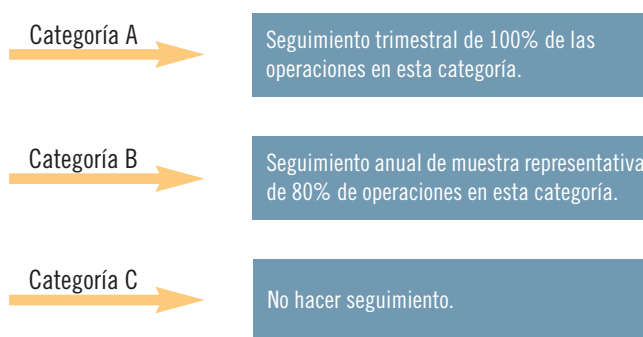 Categoría A
Seguimiento trimestral de 100% de las
operaciones en esta categoría.
Categoría B
Seguimiento anual de muestra representativa
de 80% de operaciones en esta categoría.
Categoría C
No hacer seguimiento.